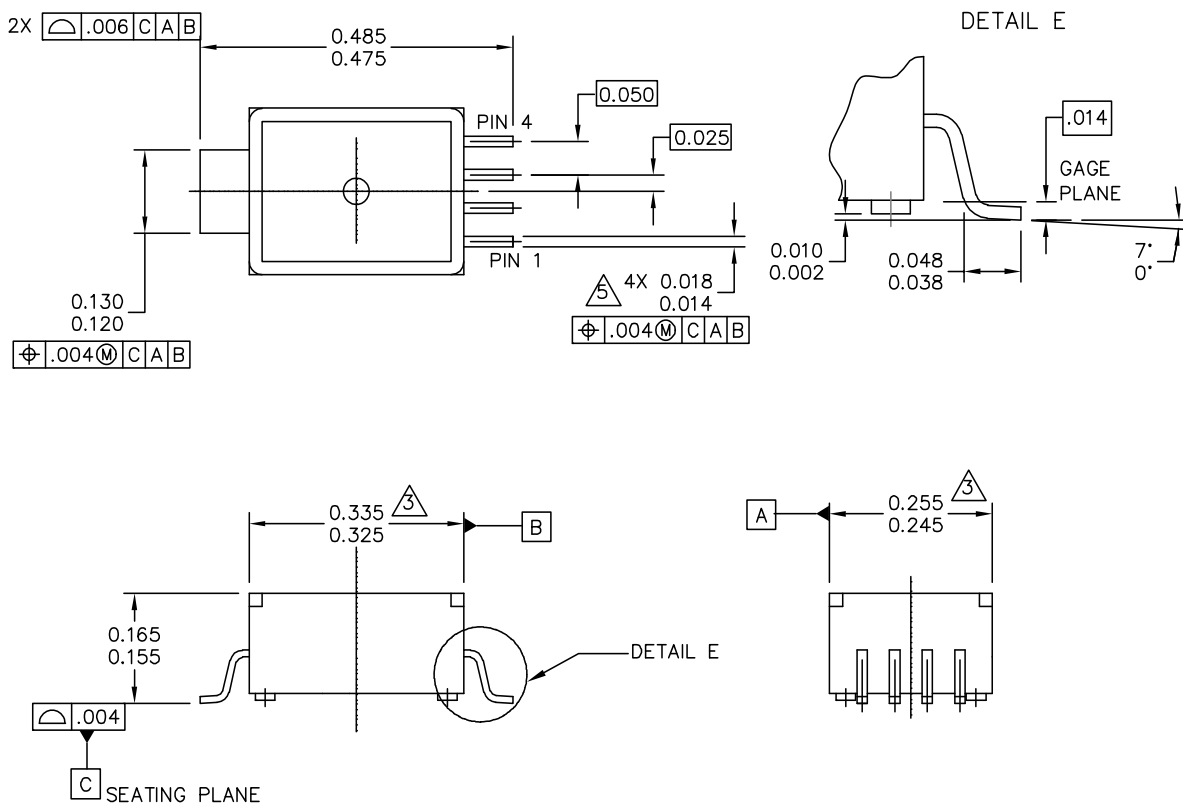 DETAIL E
2X ⌓ .006 C A B
0.485
0.475
0.050
PIN 4
0.025
.014
GAGE
PLANE
PIN 1
0.130
0.120
⌖ .004 Ⓜ C A B
5 4X 0.018
0.014
⌖ .004 Ⓜ C A B
0.010
0.002
0.048
0.038
7°
0°
0.335
0.325
3
B
A
0.255
0.245
3
0.165
0.155
DETAIL E
⌓ .004
C SEATING PLANE